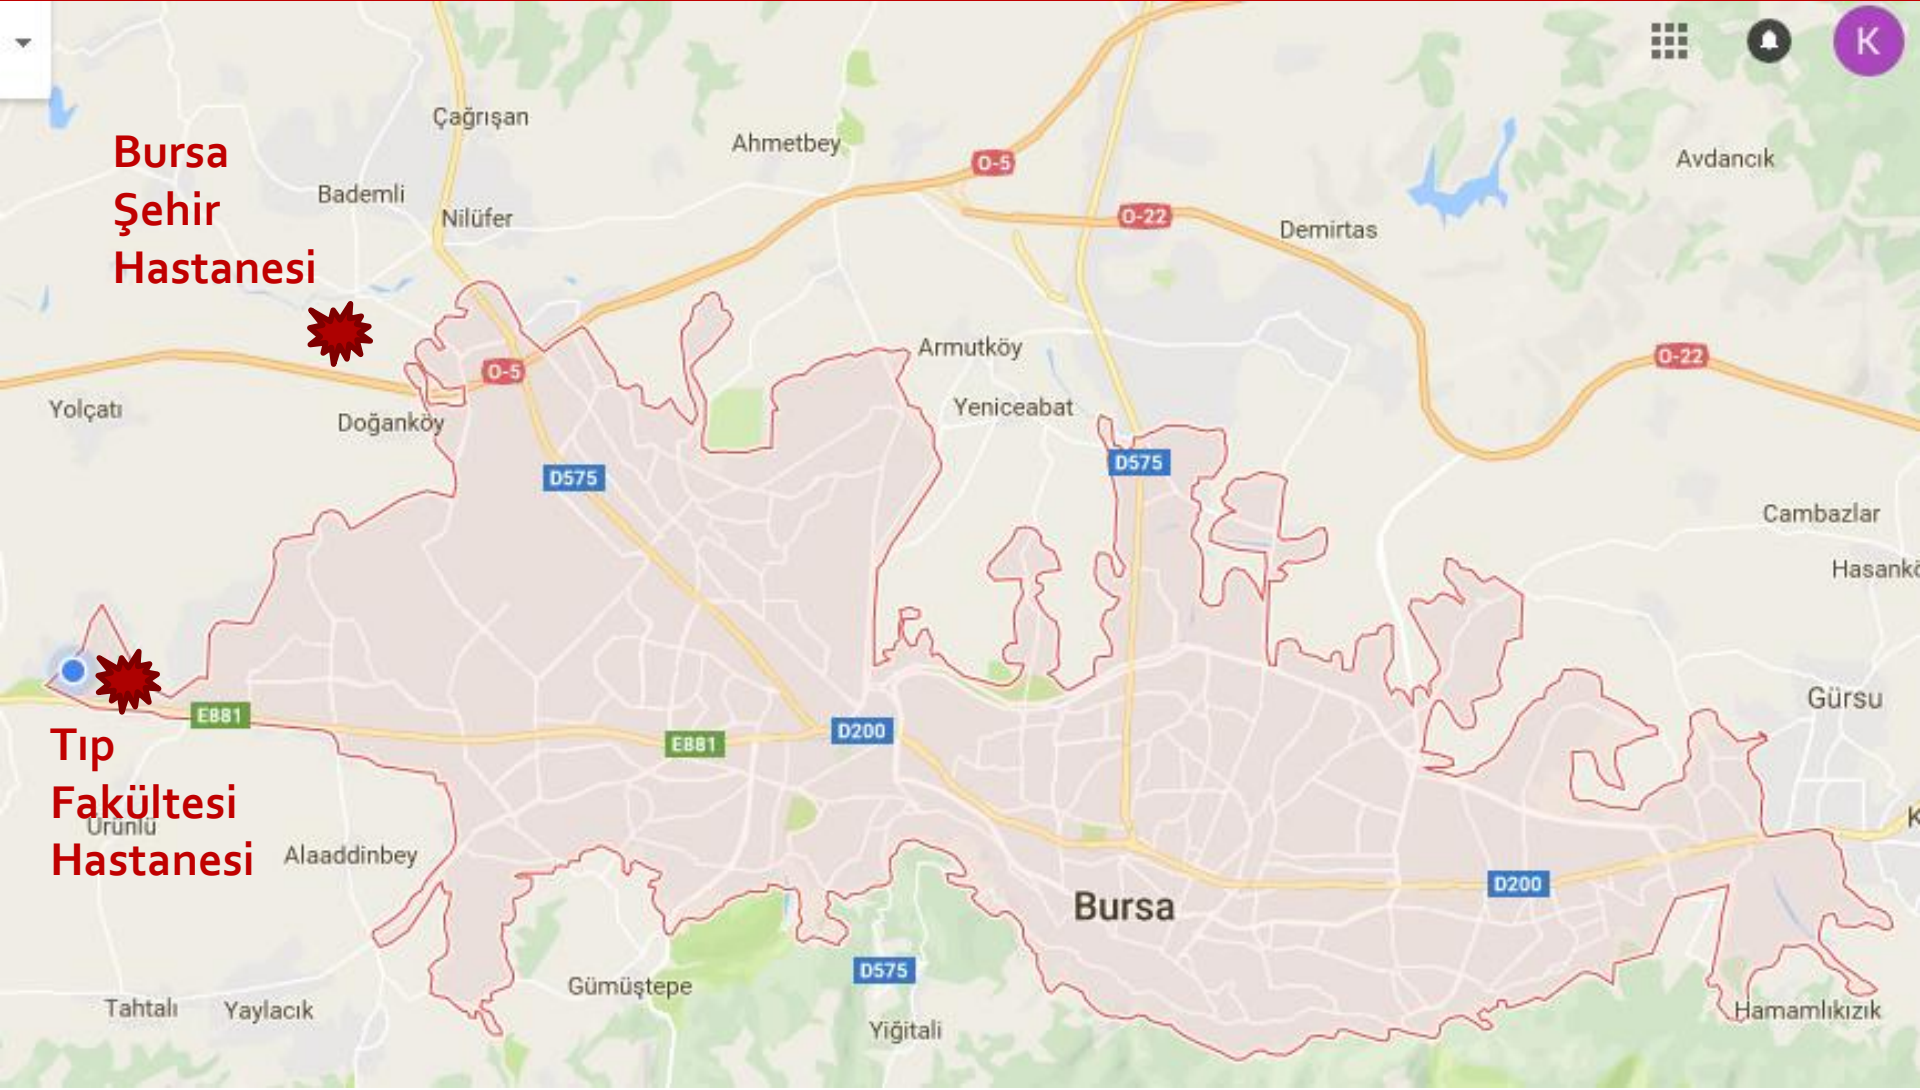 K
Çağrışan
Ahmetbey
Bursa
Şehir
Hastanesi
O-5
Avdancık
Bademli
Nilüfer
O-22
Demirtas
Armutköy
O-22
O-5
Yolçatı
Doğanköy
Yeniceabat
D575
D575
Cambazlar
Hasankö
Gürsu
E881
E881
D200
Tıp
Fakültesi
Hastanesi
Ürünlü
Alaaddinbey
K
D200
Bursa
D575
Gümüştepe
Tahtalı
Yaylacık
Yiğitali
Hamamlıkızık